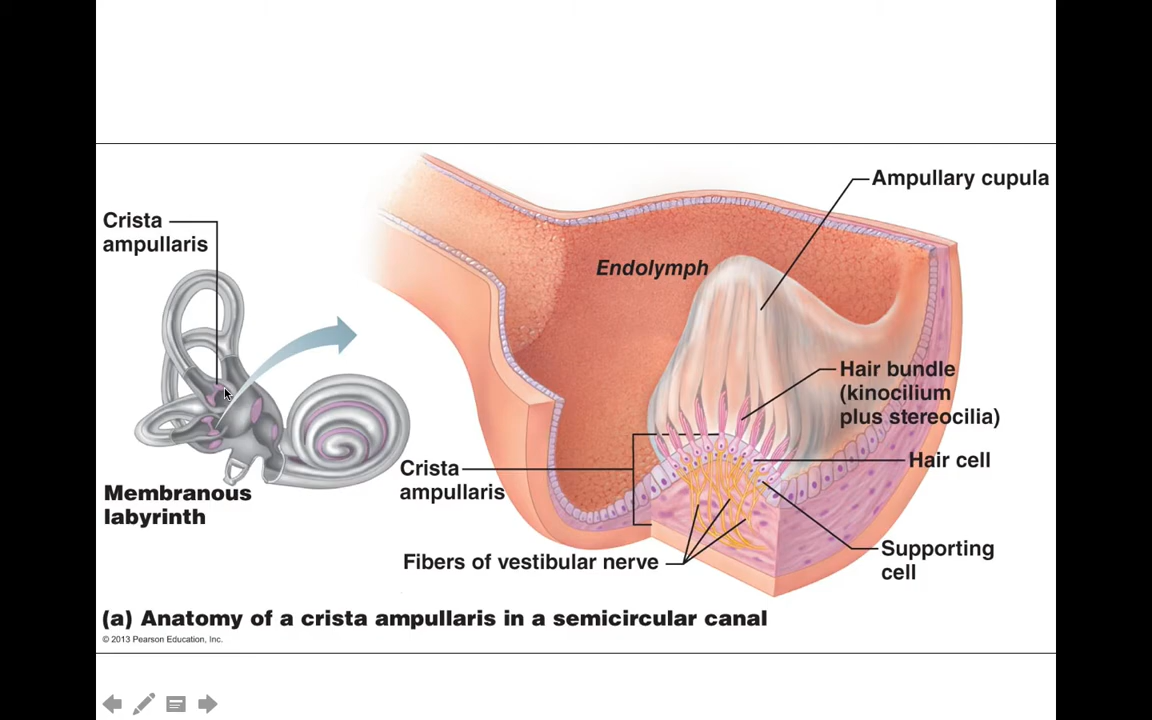 Crista
ampullaris
Membranous
labyrinth
Ampullary cupula
Endolymph
Hair bundle
(kinocilium
plus stereocilia)
Hair cell
Crista
ampullaris
Fibers of vestibular nerve
Supporting
cell
(a) Anatomy of a crista ampullaris in a semicircular canal
© 2013 Pearson Education, Inc.